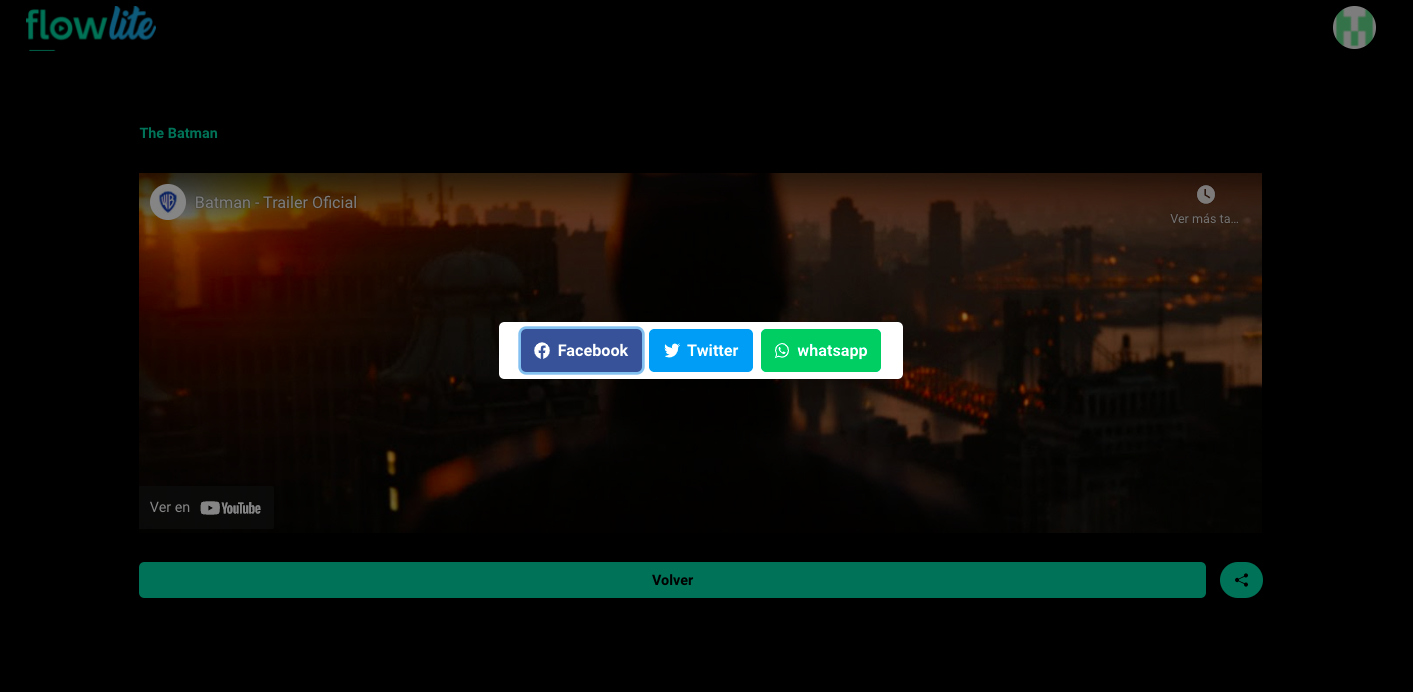 flowlite
The Batman
Batman - Trailer Oficial
Ver más ta...
Facebook
Twitter
whatsapp
Ver en YouTube
Volver